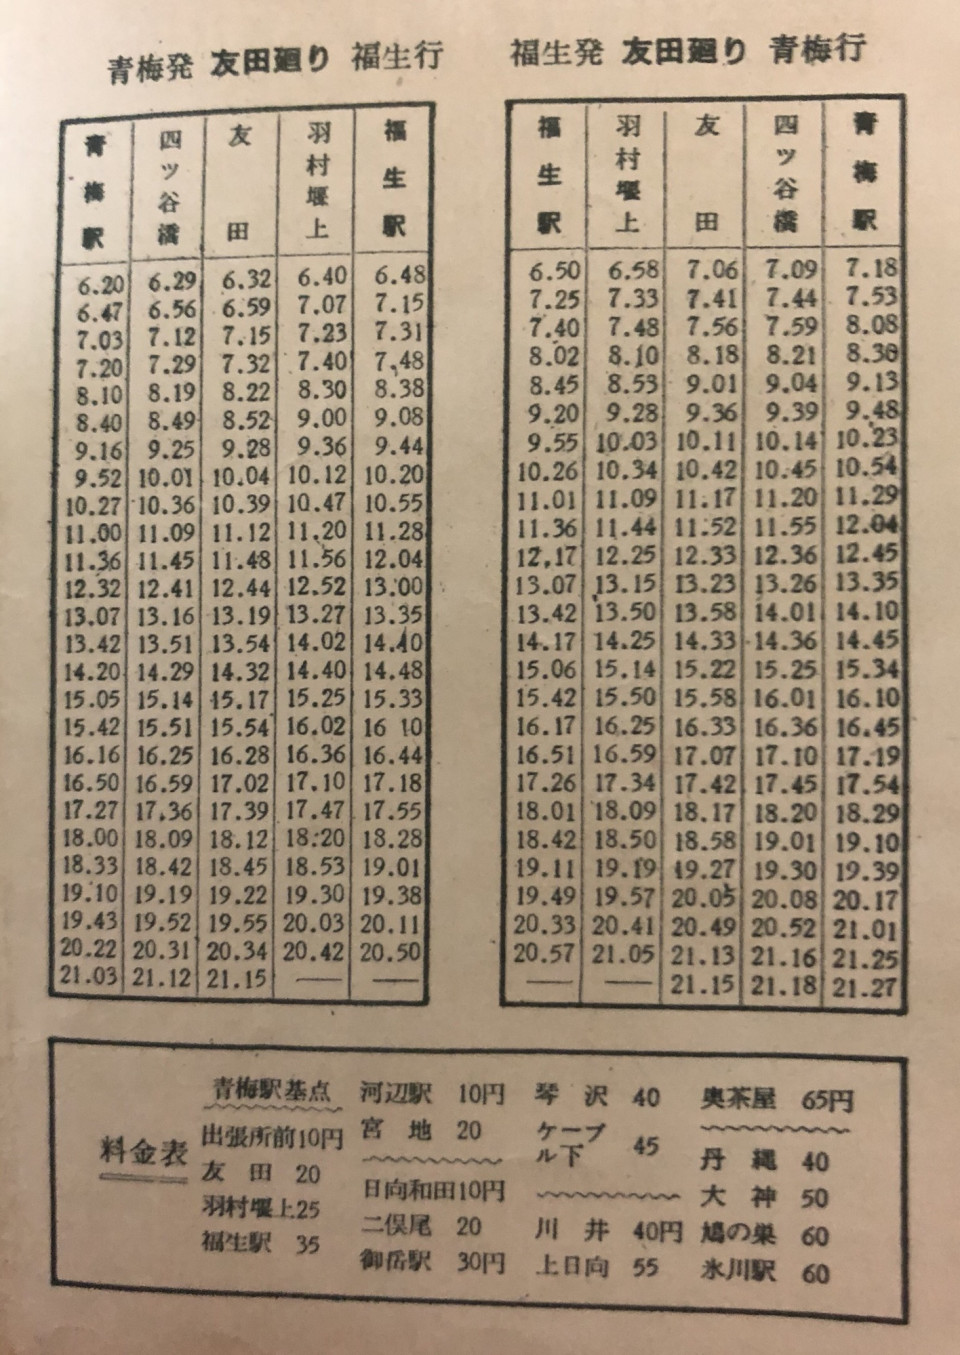 青梅発 友田廻り 福生行
青梅駅 四ツ谷橋 友田 羽村堰上 福生駅
6.20 6.29 6.32 6.40 6.48
6.47 6.56 6.59 7.07 7.15
7.03 7.12 7.15 7.23 7.31
7.20 7.29 7.32 7.40 7.48
8.10 8.19 8.22 8.30 8.38
8.40 8.49 8.52 9.00 9.08
9.16 9.25 9.28 9.36 9.44
9.52 10.01 10.04 10.12 10.20
10.27 10.36 10.39 10.47 10.55
11.00 11.09 11.12 11.20 11.28
11.36 11.45 11.48 11.56 12.04
12.32 12.41 12.44 12.52 13.00
13.07 13.16 13.19 13.27 13.35
13.42 13.51 13.54 14.02 14.10
14.20 14.29 14.32 14.40 14.48
15.05 15.14 15.17 15.25 15.33
15.42 15.51 15.54 16.02 16 10
16.16 16.25 16.28 16.36 16.44
16.50 16.59 17.02 17.10 17.18
17.27 17.36 17.39 17.47 17.55
18.00 18.09 18.12 18.20 18.28
18.33 18.42 18.45 18.53 19.01
19.10 19.19 19.22 19.30 19.38
19.43 19.52 19.55 20.03 20.11
20.22 20.31 20.34 20.42 20.50
21.03 21.12 21.15 — —
福生発 友田廻り 青梅行
福生駅 羽村堰上 友田 四ツ谷橋 青梅駅
6.50 6.58 7.06 7.09 7.18
7.25 7.33 7.41 7.44 7.53
7.40 7.48 7.56 7.59 8.08
8.02 8.10 8.18 8.21 8.30
8.45 8.53 9.01 9.04 9.13
9.20 9.28 9.36 9.39 9.48
9.55 10.03 10.11 10.14 10.23
10.26 10.34 10.42 10.45 10.54
11.01 11.09 11.17 11.20 11.29
11.36 11.44 11.52 11.55 12.04
12.17 12.25 12.33 12.36 12.45
13.07 13.15 13.23 13.26 13.35
13.42 13.50 13.58 14.01 14.10
14.17 14.25 14.33 14.36 14.45
15.06 15.14 15.22 15.25 15.34
15.42 15.50 15.58 16.01 16.10
16.17 16.25 16.33 16.36 16.45
16.51 16.59 17.07 17.10 17.19
17.26 17.34 17.42 17.45 17.54
18.01 18.09 18.17 18.20 18.29
18.42 18.50 18.58 19.01 19.10
19.11 19.19 19.27 19.30 19.39
19.49 19.57 20.05 20.08 20.17
20.33 20.41 20.49 20.52 21.01
20.57 21.05 21.13 21.16 21.25
— — 21.15 21.18 21.27
料金表
青梅駅基点
出張所前10円
友田 20
羽村堰上25
福生駅 35
河辺駅 10円
宮地 20
日向和田10円
二俣尾 20
御岳駅 30円
琴沢 40
ケーブ
ル下 45
川井 40円
上日向 55
奥茶屋 65円
丹縄 40
大神 50
鳩の巣 60
氷川駅 60